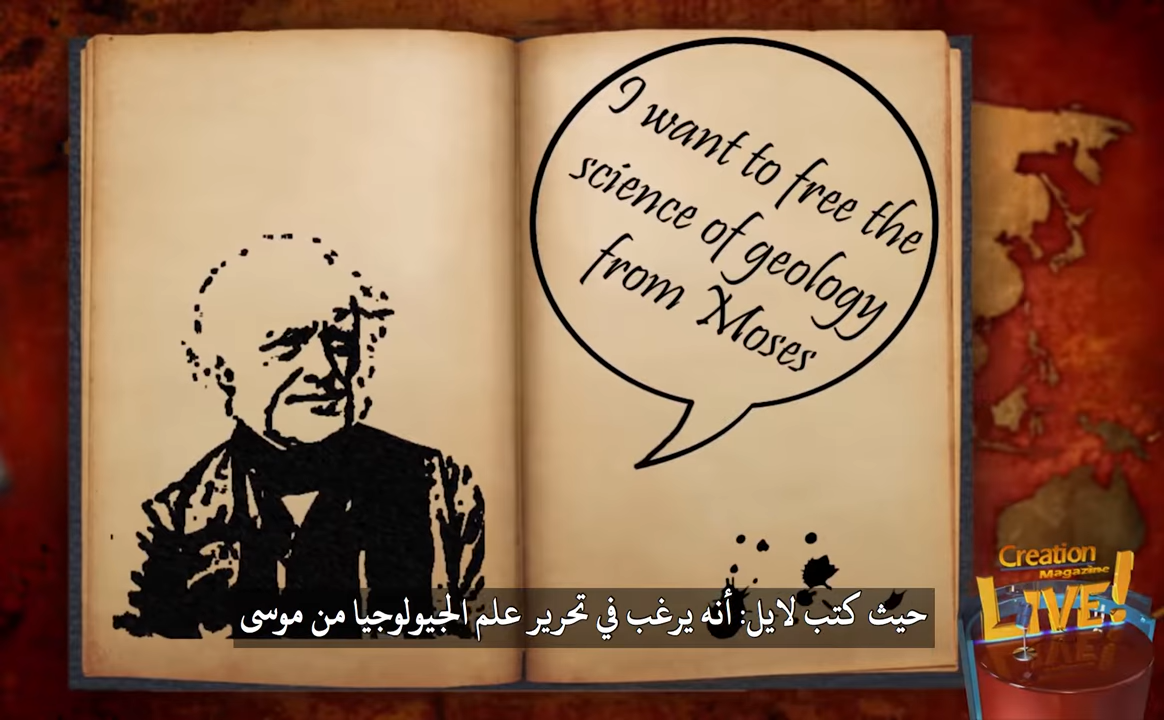 I want to free the
science of geology
from Moses
حيث كتب لايل: أنه يرغب في تحرير علم الجيولوجيا من موسى
Creation
Magazine
LIVE!